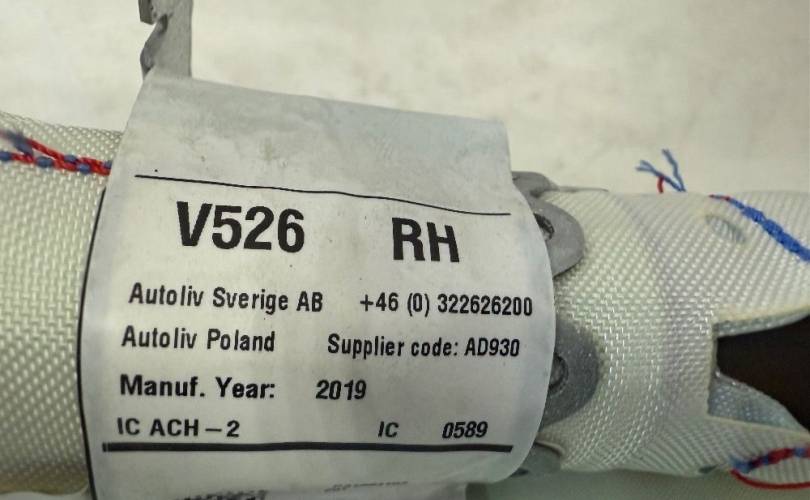 V526 RH
Autoliv Sverige AB +46 (0) 322626200
Autoliv Poland Supplier code: AD930
Manuf. Year: 2019
IC ACH-2 IC 0589